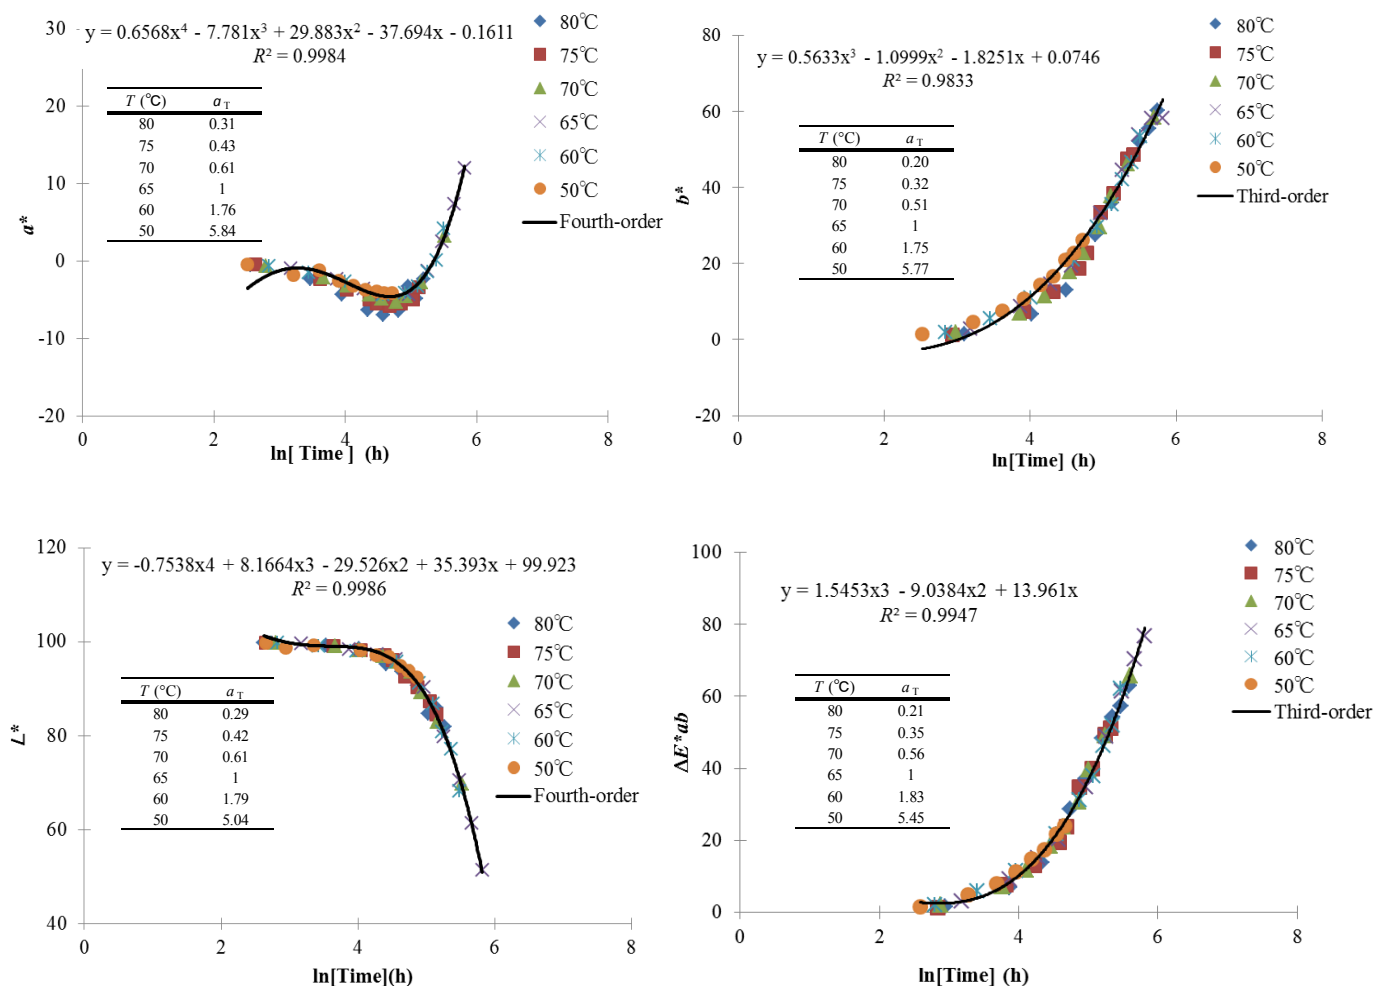 y = 0.6568x⁴ - 7.781x³ + 29.883x² - 37.694x - 0.1611
R² = 0.9984
80℃
75℃
70℃
65℃
60℃
50℃
Fourth-order
T (℃) a T
80 0.31
75 0.43
70 0.61
65 1
60 1.76
50 5.84
30
20
10
0
-10
-20
a*
0 2 4 6 8
ln[ Time ] (h)
y = 0.5633x³ - 1.0999x² - 1.8251x + 0.0746
R² = 0.9833
80℃
75℃
70℃
65℃
60℃
50℃
Third-order
T (°C) a T
80 0.20
75 0.32
70 0.51
65 1
60 1.75
50 5.77
80
60
40
20
0
-20
b*
0 2 4 6 8
ln[Time] (h)
y = -0.7538x4 + 8.1664x3 - 29.526x2 + 35.393x + 99.923
R² = 0.9986
80℃
75℃
70℃
65℃
60℃
50℃
Fourth-order
T (°C) a T
80 0.29
75 0.42
70 0.61
65 1
60 1.79
50 5.04
120
100
80
60
40
L*
0 2 4 6 8
ln[Time](h)
y = 1.5453x3 - 9.0384x2 + 13.961x
R² = 0.9947
80℃
75℃
70℃
65℃
60℃
50℃
Third-order
T (℃) a T
80 0.21
75 0.35
70 0.56
65 1
60 1.83
50 5.45
100
80
60
40
20
0
ΔE*ab
0 2 4 6 8
ln[Time] (h)